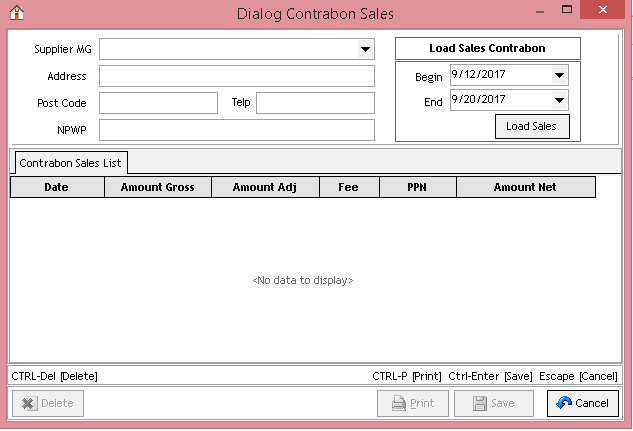 Dialog Contrabon Sales
Supplier MG
Address
Post Code Telp
NPWP
Load Sales Contrabon
Begin 9/12/2017
End 9/20/2017
Load Sales
Contrabon Sales List
Date Amount Gross Amount Adj Fee PPN Amount Net
<No data to display>
CTRL-Del [Delete] CTRL-P [Print] Ctrl-Enter [Save] Escape [Cancel]
Delete Print Save Cancel